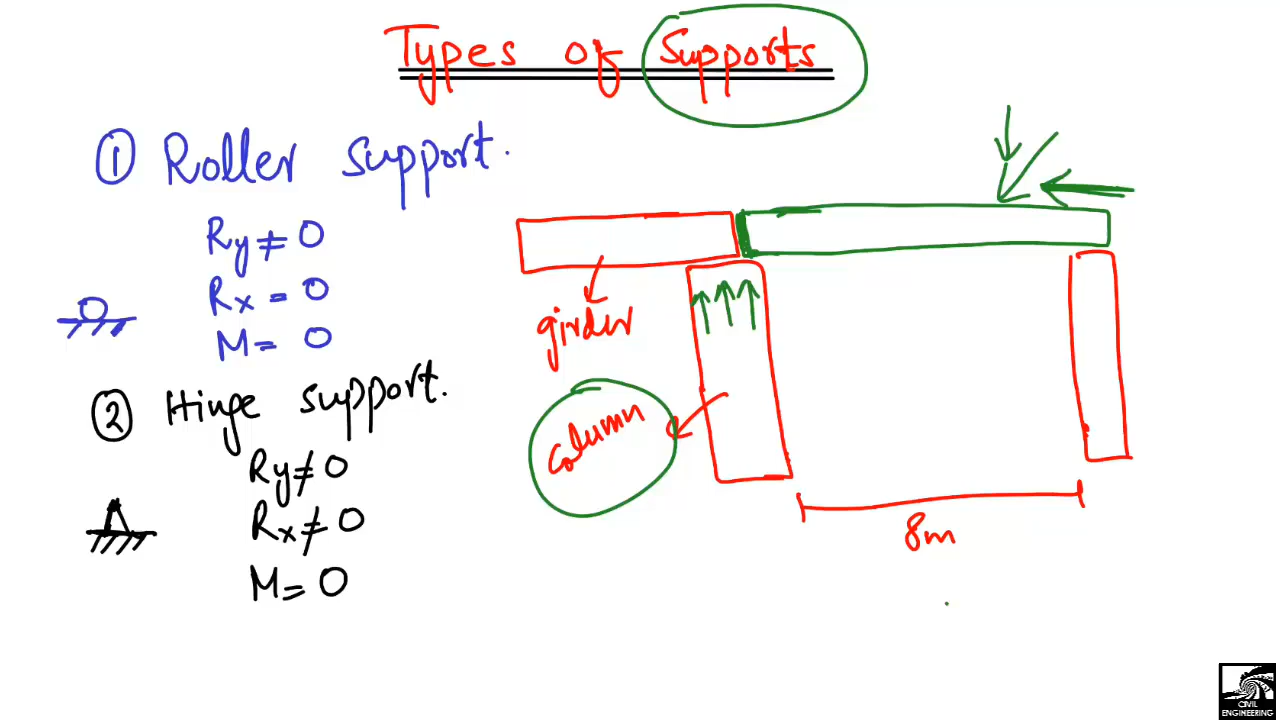 Types of Supports
① Roller support.
Ry ≠ 0
Rx = 0
M = 0
② Hinge support.
Ry ≠ 0
Rx ≠ 0
M = 0
girder
column
8m
CIVIL
ENGINEERING